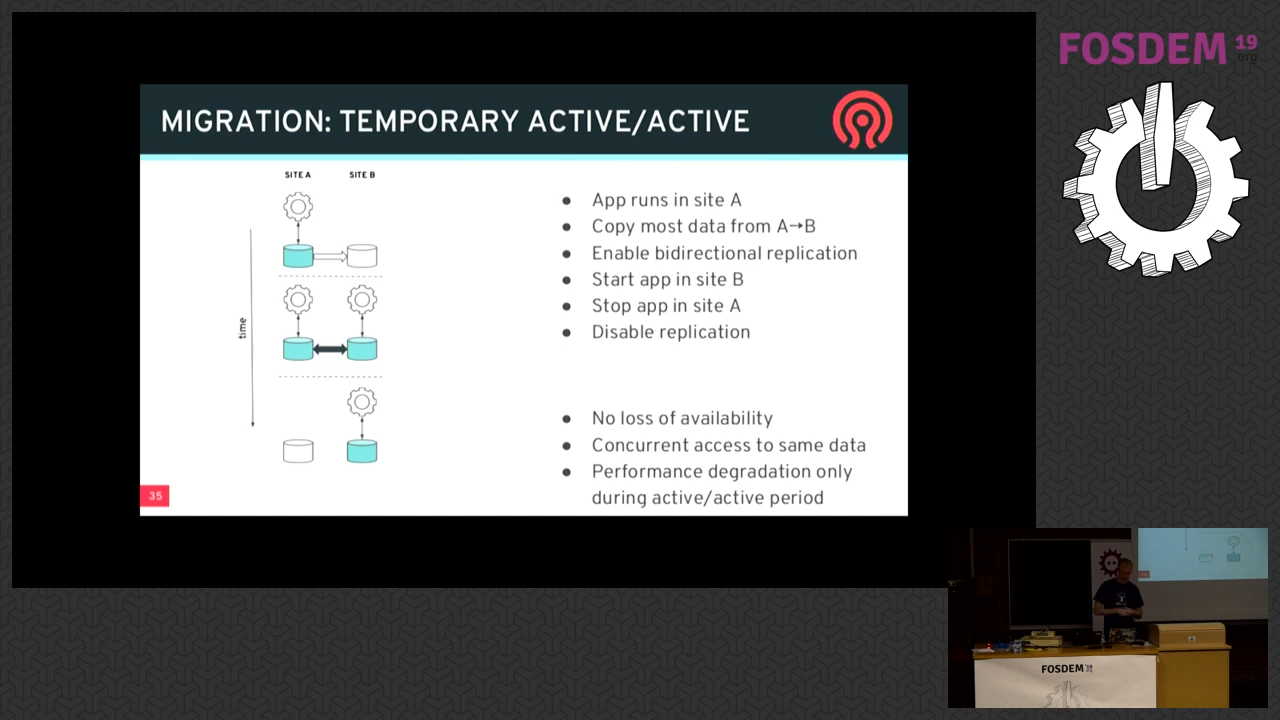 FOSDEM 19
.org
MIGRATION: TEMPORARY ACTIVE/ACTIVE
SITE A SITE B
time
● App runs in site A
● Copy most data from A→B
● Enable bidirectional replication
● Start app in site B
● Stop app in site A
● Disable replication
● No loss of availability
● Concurrent access to same data
● Performance degradation only
during active/active period
35
FOSDEM